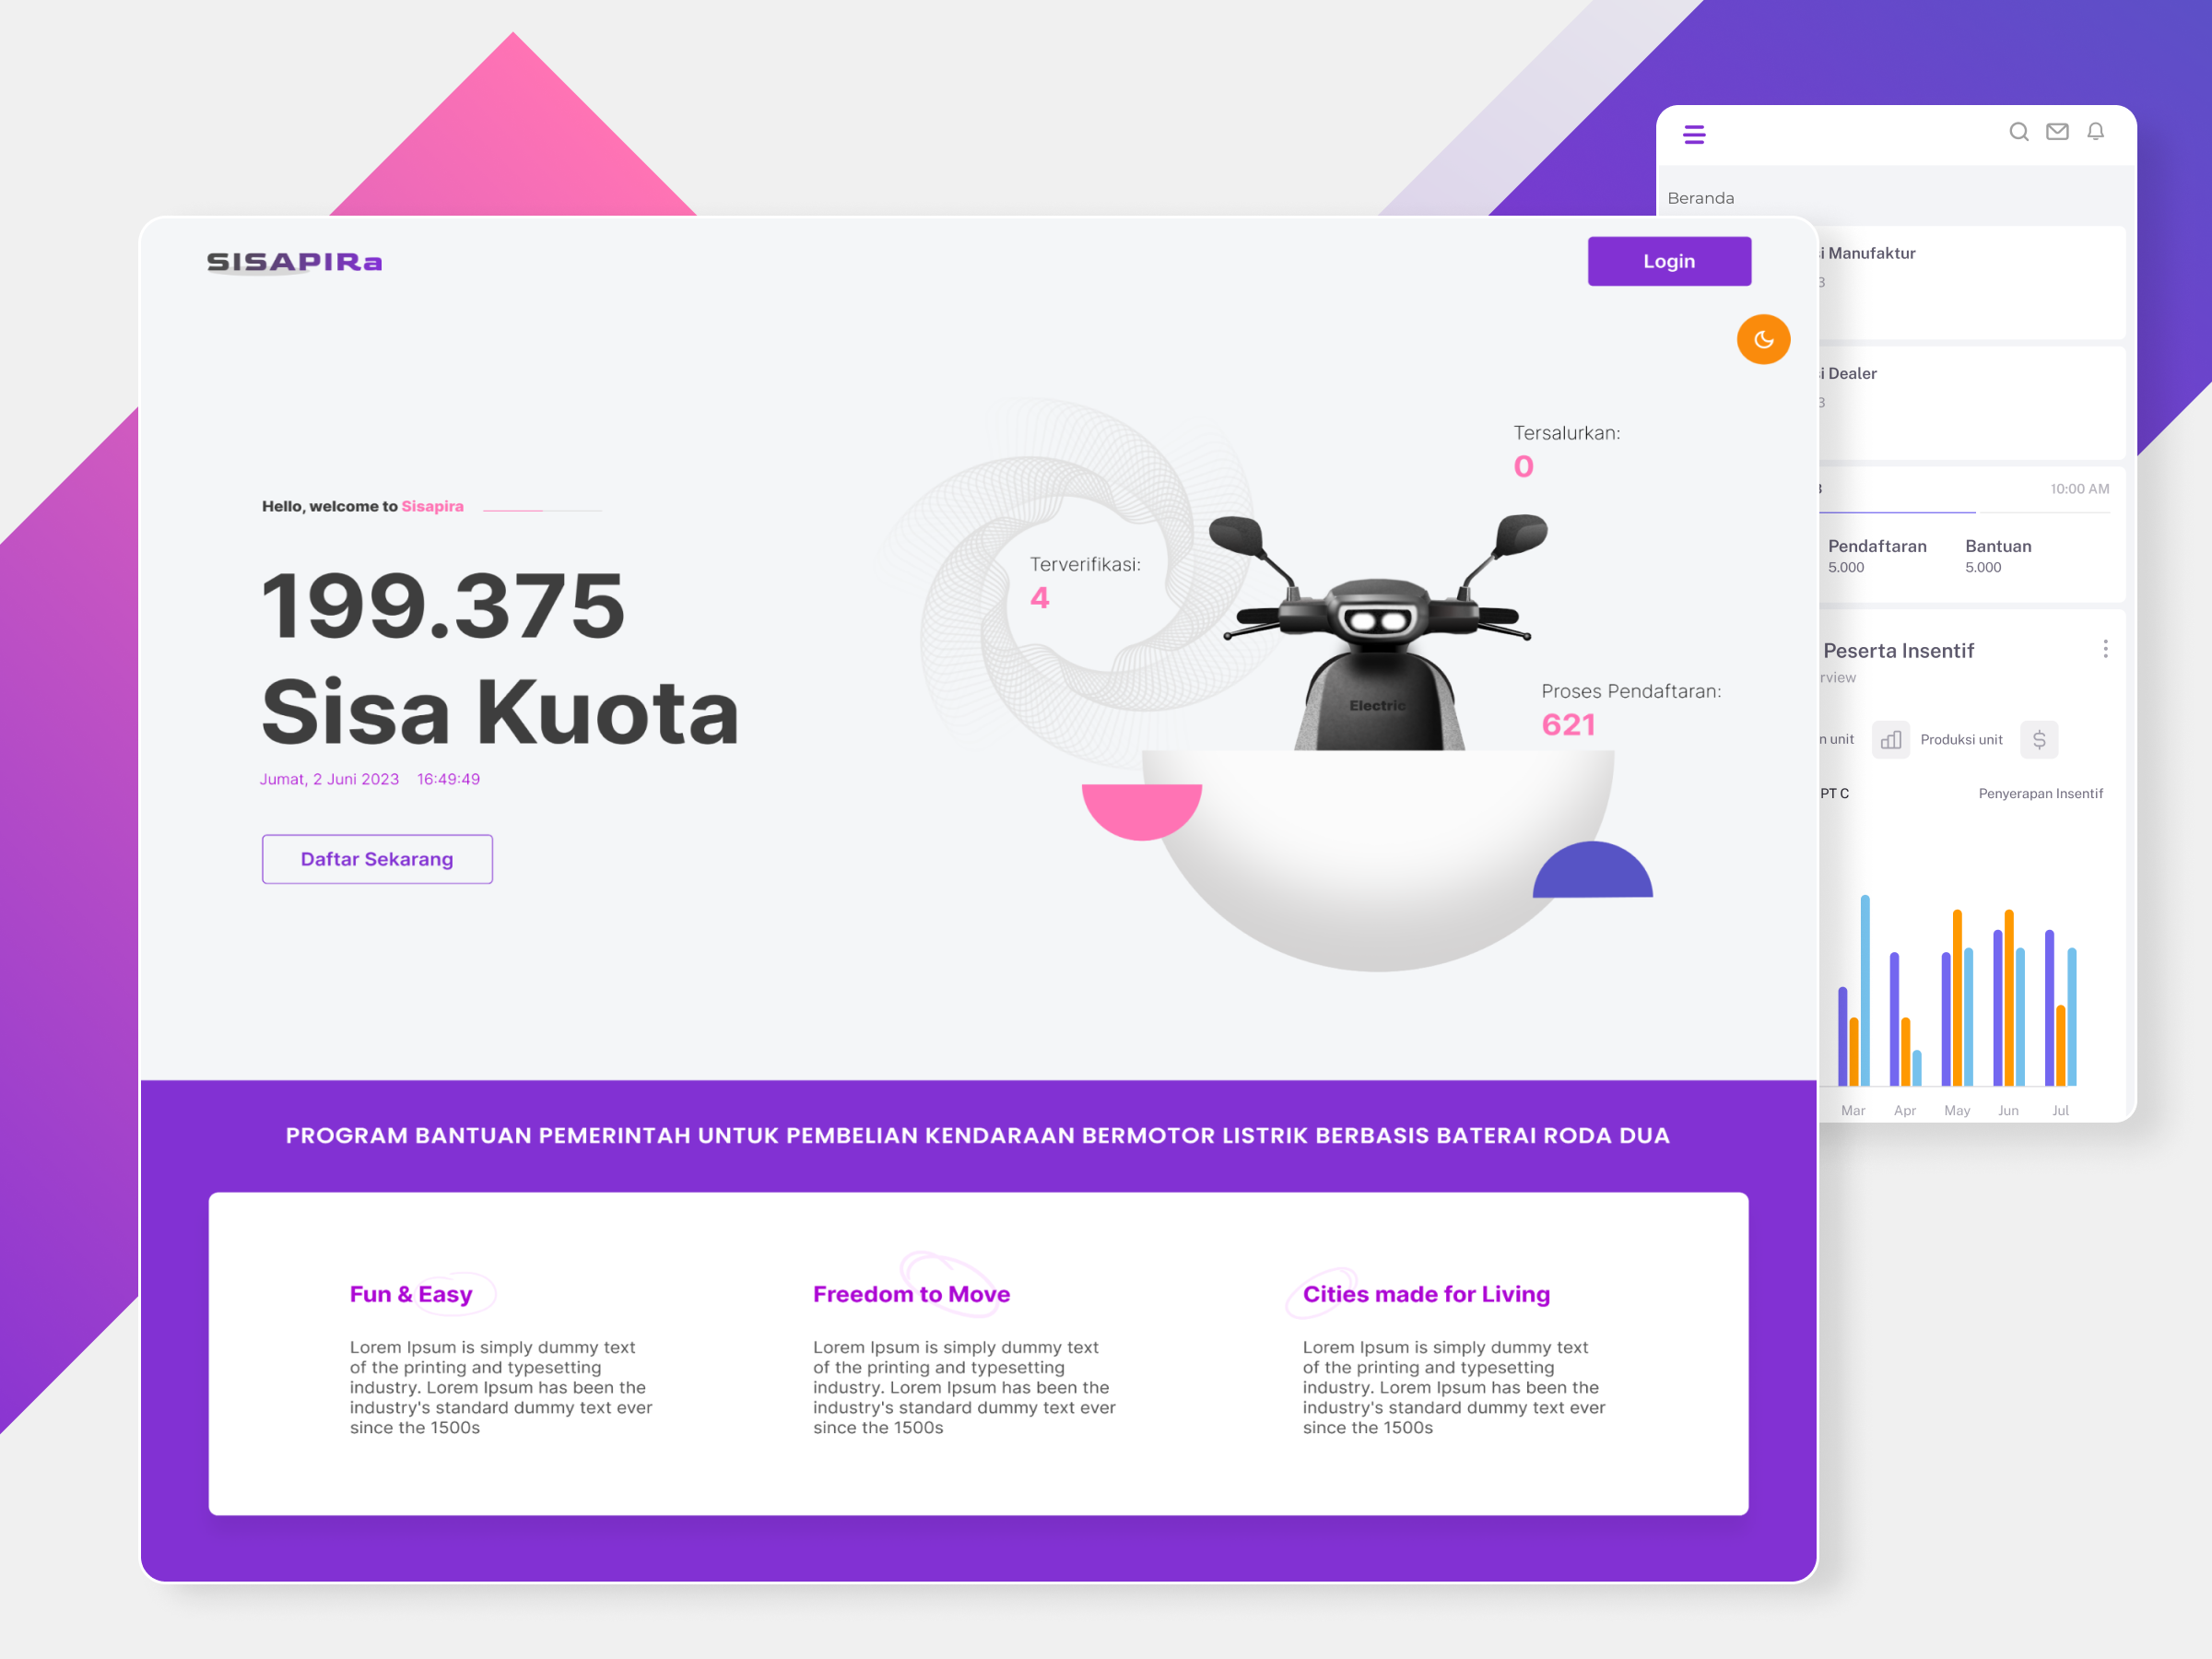 SISAPIRa
Login
Hello, welcome to Sisapira
199.375
Sisa Kuota
Jumat, 2 Juni 2023 16:49:49
Daftar Sekarang
Terverifikasi:
4
Tersalurkan:
0
Proses Pendaftaran:
621
Electric
PROGRAM BANTUAN PEMERINTAH UNTUK PEMBELIAN KENDARAAN BERMOTOR LISTRIK BERBASIS BATERAI RODA DUA
Fun & Easy
Lorem Ipsum is simply dummy text
of the printing and typesetting
industry. Lorem Ipsum has been the
industry's standard dummy text ever
since the 1500s
Freedom to Move
Lorem Ipsum is simply dummy text
of the printing and typesetting
industry. Lorem Ipsum has been the
industry's standard dummy text ever
since the 1500s
Cities made for Living
Lorem Ipsum is simply dummy text
of the printing and typesetting
industry. Lorem Ipsum has been the
industry's standard dummy text ever
since the 1500s
Beranda
Manufaktur
Dealer
10:00 AM
Pendaftaran Bantuan
5.000 5.000
Peserta Insentif
rview
unit Produksi unit $
PT C Penyerapan Insentif
Mar Apr May Jun Jul